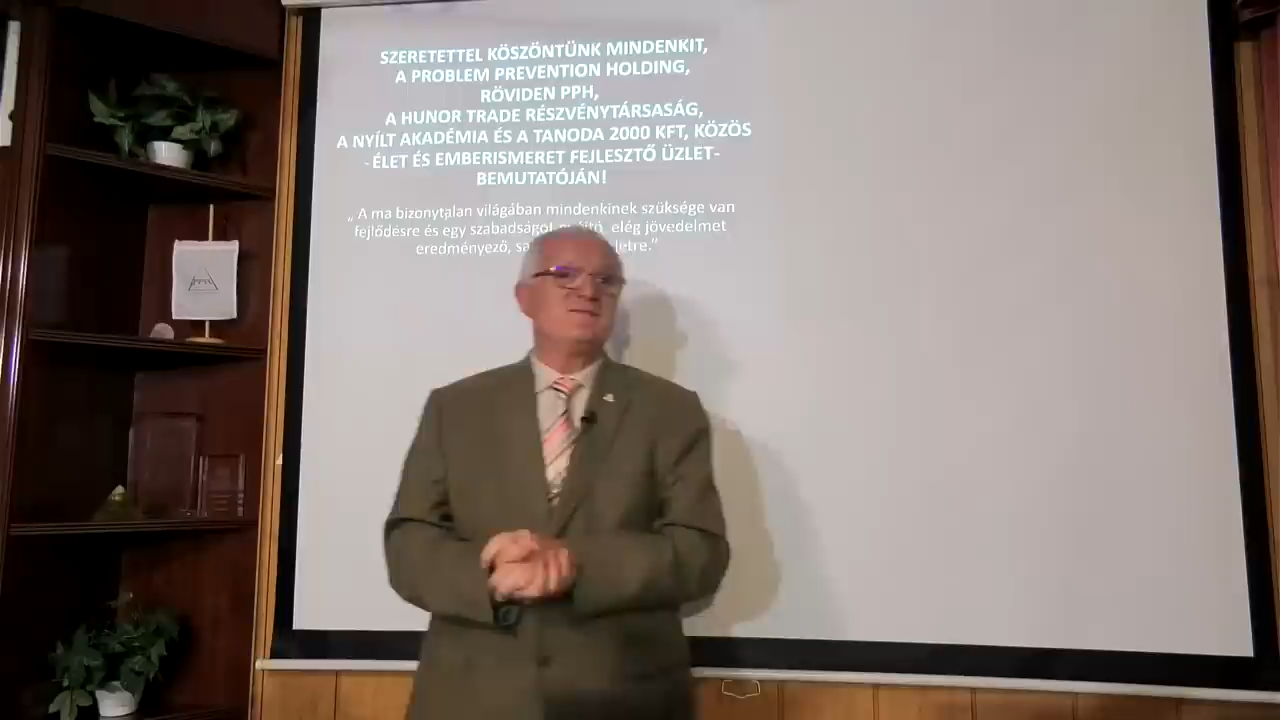 SZERETETTEL KÖSZÖNTÜNK MINDENKIT,
A PROBLEM PREVENTION HOLDING,
RÖVIDEN PPH,
A HUNOR TRADE RÉSZVÉNYTÁRSASÁG,
A NYÍLT AKADÉMIA ÉS A TANODA 2000 KFT, KÖZÖS
- ÉLET ÉS EMBERISMERET FEJLESZTŐ ÜZLET-
BEMUTATÓJÁN!
„ A ma bizonytalan világában mindenkinek szüksége van
fejlődésre és egy elég jövedelmet
eredményező,